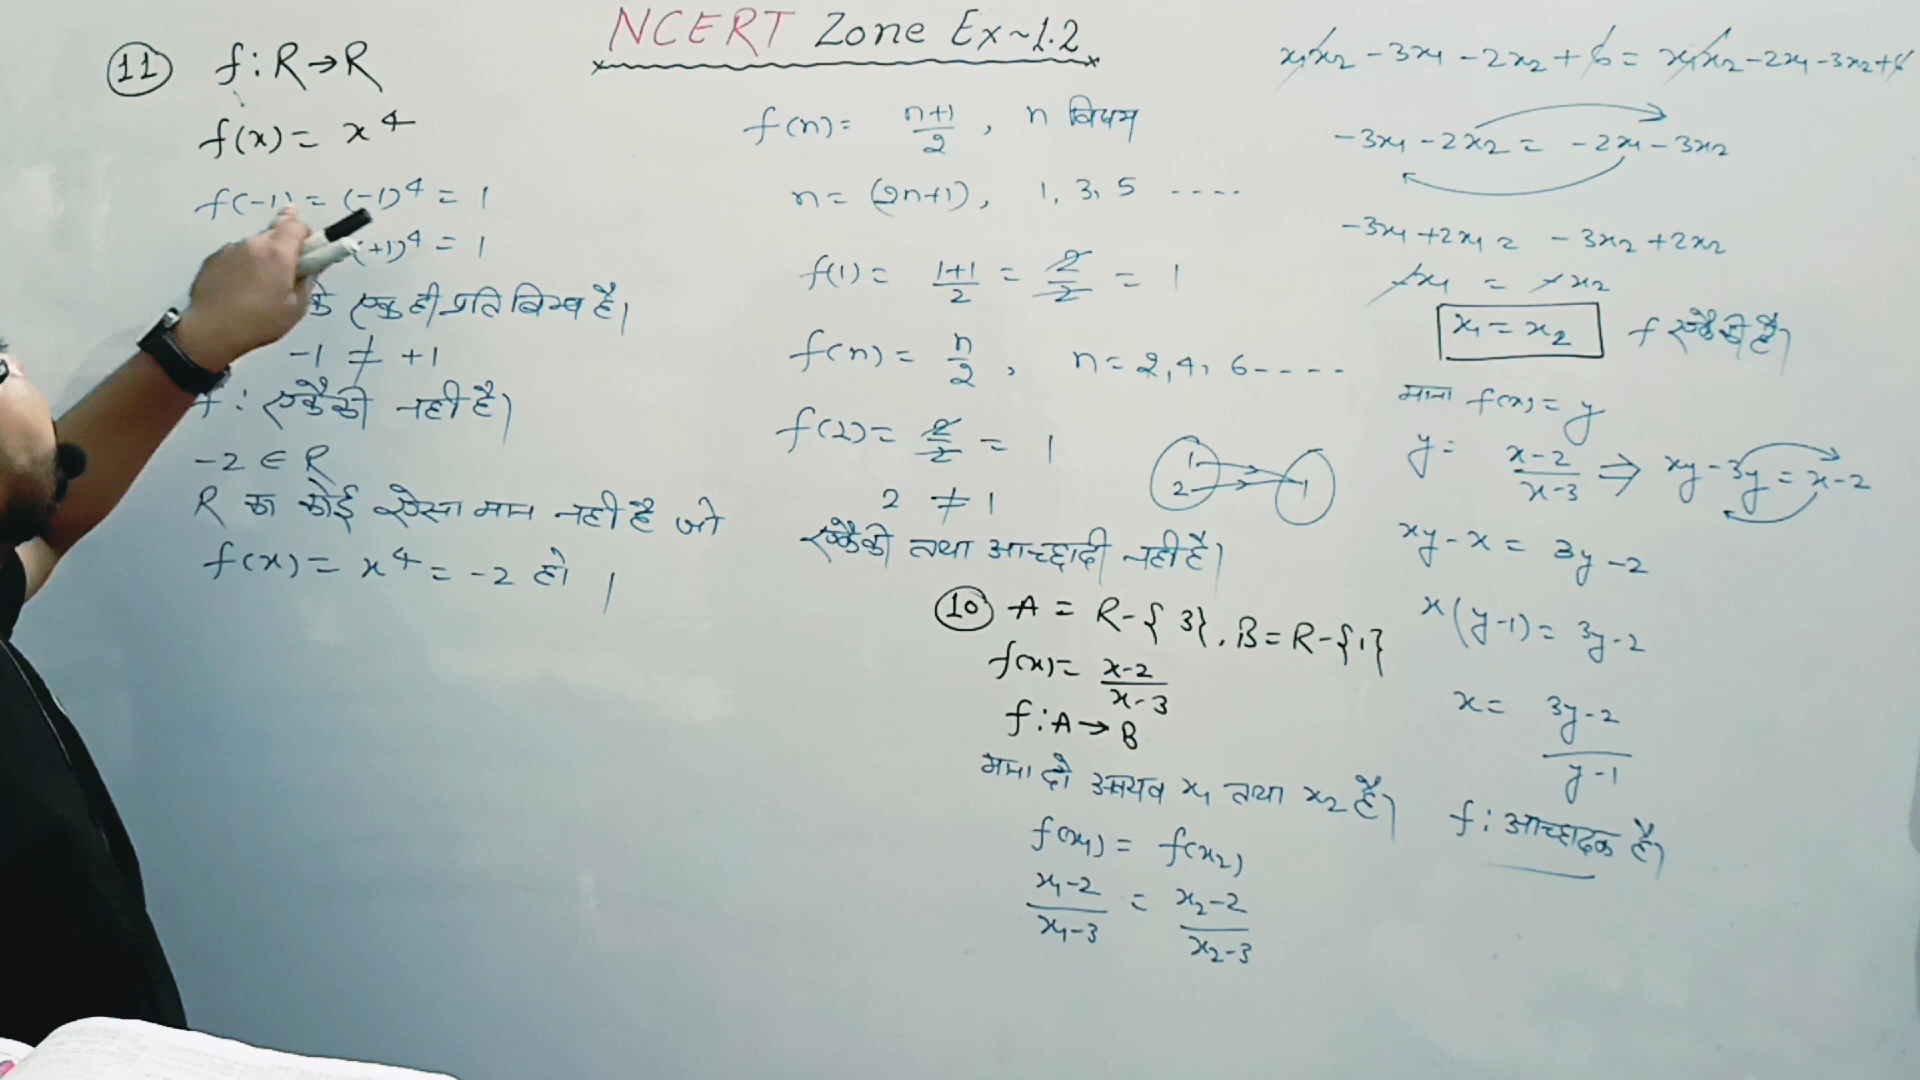 NCERT Zone Ex~1.2
(11) f : R → R
f(x) = x⁴
f(-1) = (-1)⁴ = 1
(+1)⁴ = 1
के एक ही प्रतिबिम्ब है।
-1 ≠ +1
f : एकैकी नही है।
-2 ∈ R
R का कोई ऐसा मान नही है जो
f(x) = x⁴ = -2 हो।
f(n) = (n+1)/2 , n विषम
n = (2n+1), 1, 3, 5 ----
f(1) = (1+1)/2 = 2/2 = 1
f(n) = n/2 , n = 2, 4, 6 ----
f(2) = 2/2 = 1
1 2 1
2 ≠ 1
एकैकी तथा आच्छादी नही है।
(10) A = R-{3}, B = R-{1}
f(x) = (x-2)/(x-3)
f : A → B
माना दो अवयव x₁ तथा x₂ है।
f(x₁) = f(x₂)
(x₁-2)/(x₁-3) = (x₂-2)/(x₂-3)
x₁x₂ - 3x₁ - 2x₂ + 6 = x₁x₂ - 2x₁ - 3x₂ + 6
-3x₁ - 2x₂ = -2x₁ - 3x₂
-3x₁ + 2x₁ = -3x₂ + 2x₂
-x₁ = -x₂
x₁ = x₂ f एकैकी है।
माना f(x) = y
y = (x-2)/(x-3) ⇒ xy - 3y = x - 2
xy - x = 3y - 2
x(y-1) = 3y-2
x = (3y-2)/(y-1)
f : आच्छादक है।